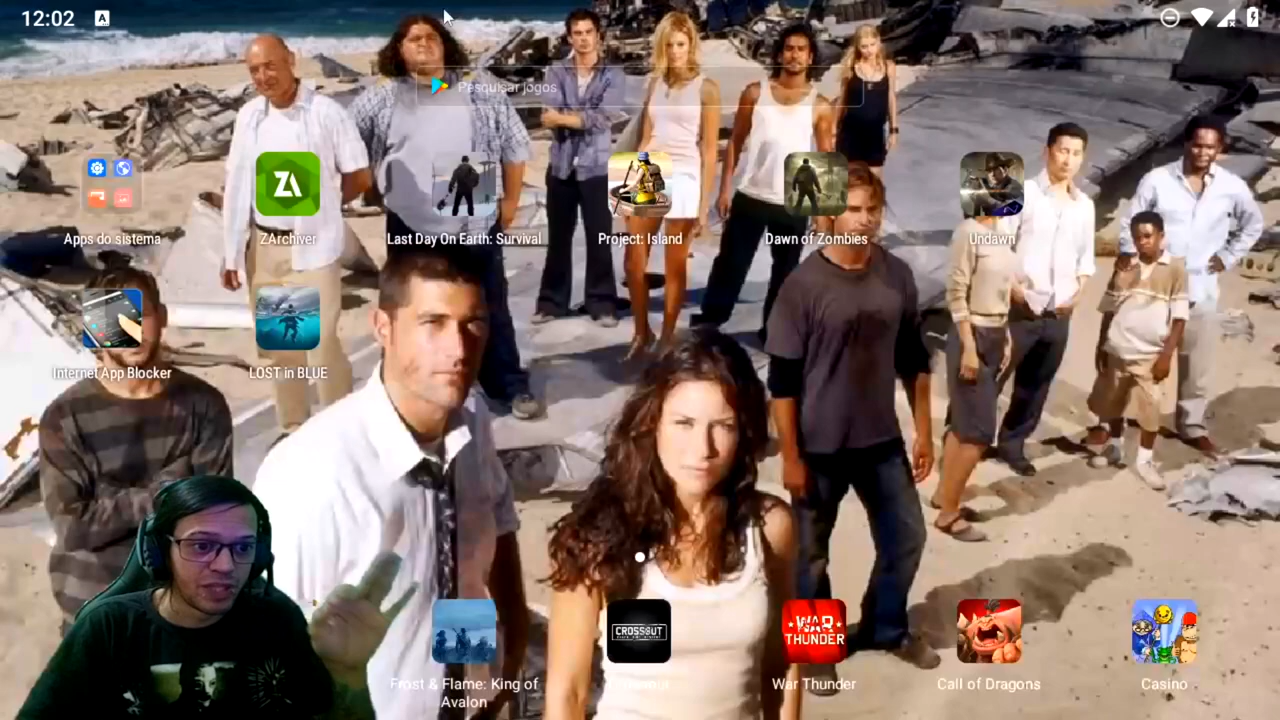 12:02
A
Pesquisar jogos
ZA
Apps do sistema
ZArchiver
Last Day On Earth: Survival
Project: Island
Dawn of Zombies
Undawn
Internet App Blocker
LOST in BLUE
CROSSOUT
WAR
THUNDER
Frost & Flame: King of
Avalon
War Thunder
Call of Dragons
Casino